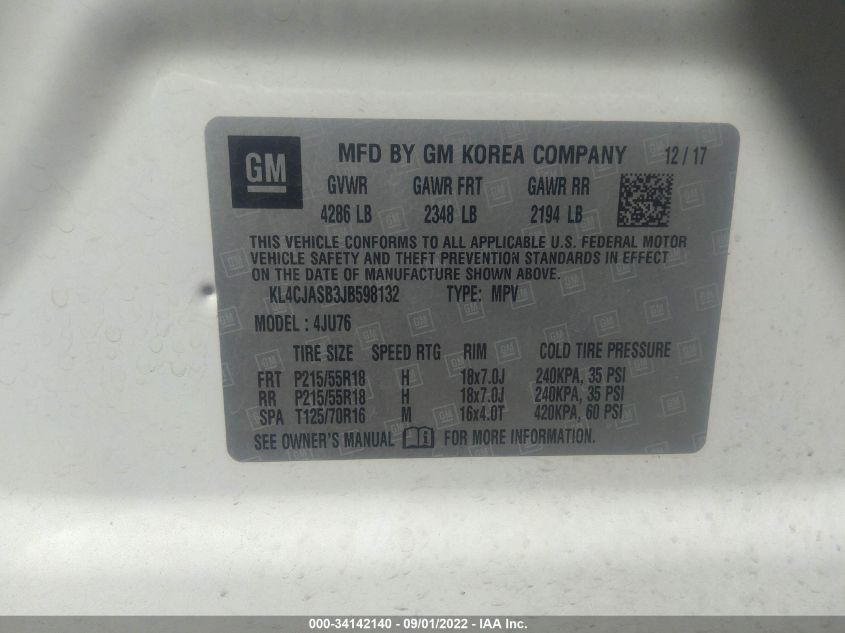 GM MFD BY GM KOREA COMPANY 12/17
GVWR GAWR FRT GAWR RR
4286 LB 2348 LB 2194 LB
THIS VEHICLE CONFORMS TO ALL APPLICABLE U.S. FEDERAL MOTOR
VEHICLE SAFETY AND THEFT PREVENTION STANDARDS IN EFFECT
ON THE DATE OF MANUFACTURE SHOWN ABOVE.
KL4CJASB3JB598132 TYPE: MPV
MODEL : 4JU76
TIRE SIZE SPEED RTG RIM COLD TIRE PRESSURE
FRT P215/55R18 H 18x7.0J 240KPA, 35 PSI
RR P215/55R18 H 18x7.0J 240KPA, 35 PSI
SPA T125/70R16 M 16x4.0T 420KPA, 60 PSI
SEE OWNER'S MANUAL FOR MORE INFORMATION.
000-34142140 - 09/01/2022 - IAA Inc.